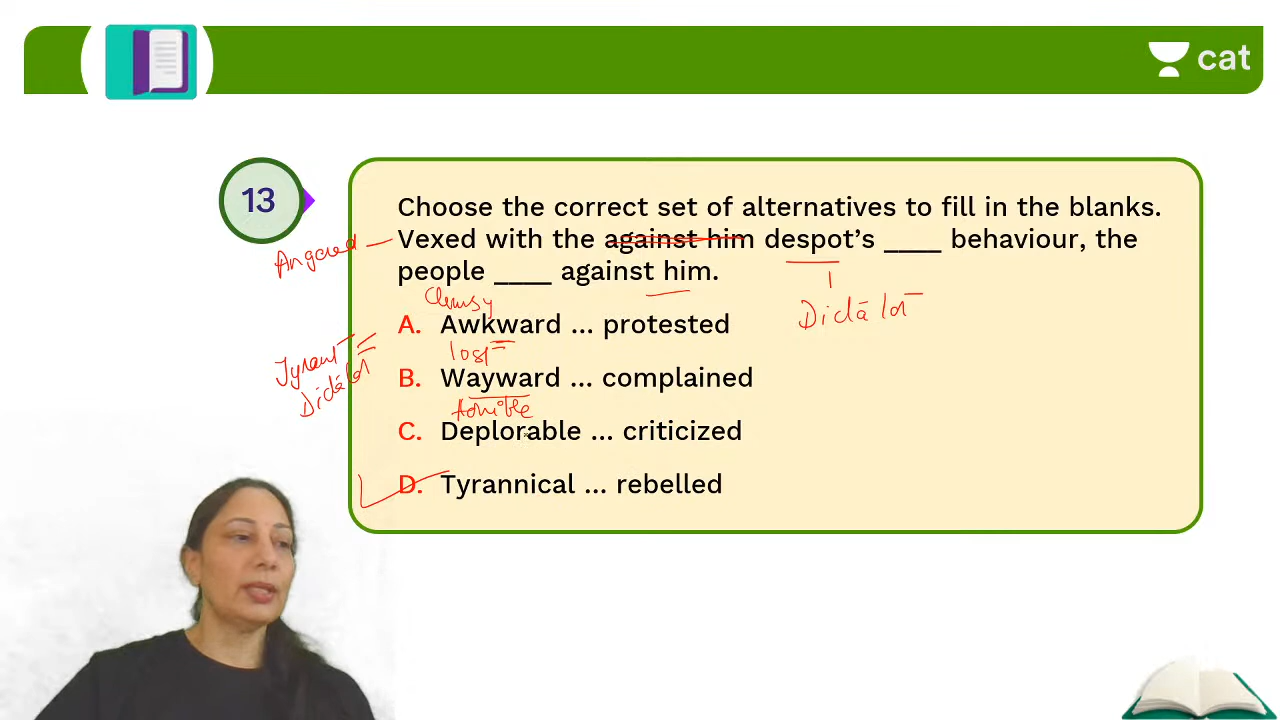 cat
13
Choose the correct set of alternatives to fill in the blanks.
Vexed with the against him despot's ____ behaviour, the
people ____ against him.
Angered
Dictator
Clumsy
A. Awkward ... protested
lost
B. Wayward ... complained
Tyrant
Dictator
Horrible
C. Deplorable ... criticized
D. Tyrannical ... rebelled